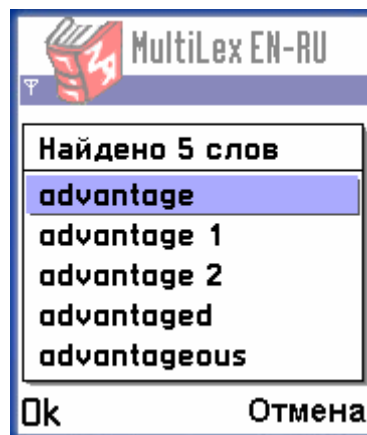 MultiLex EN-RU
Найдено 5 слов
advantage
advantage 1
advantage 2
advantaged
advantageous
Ok Отмена